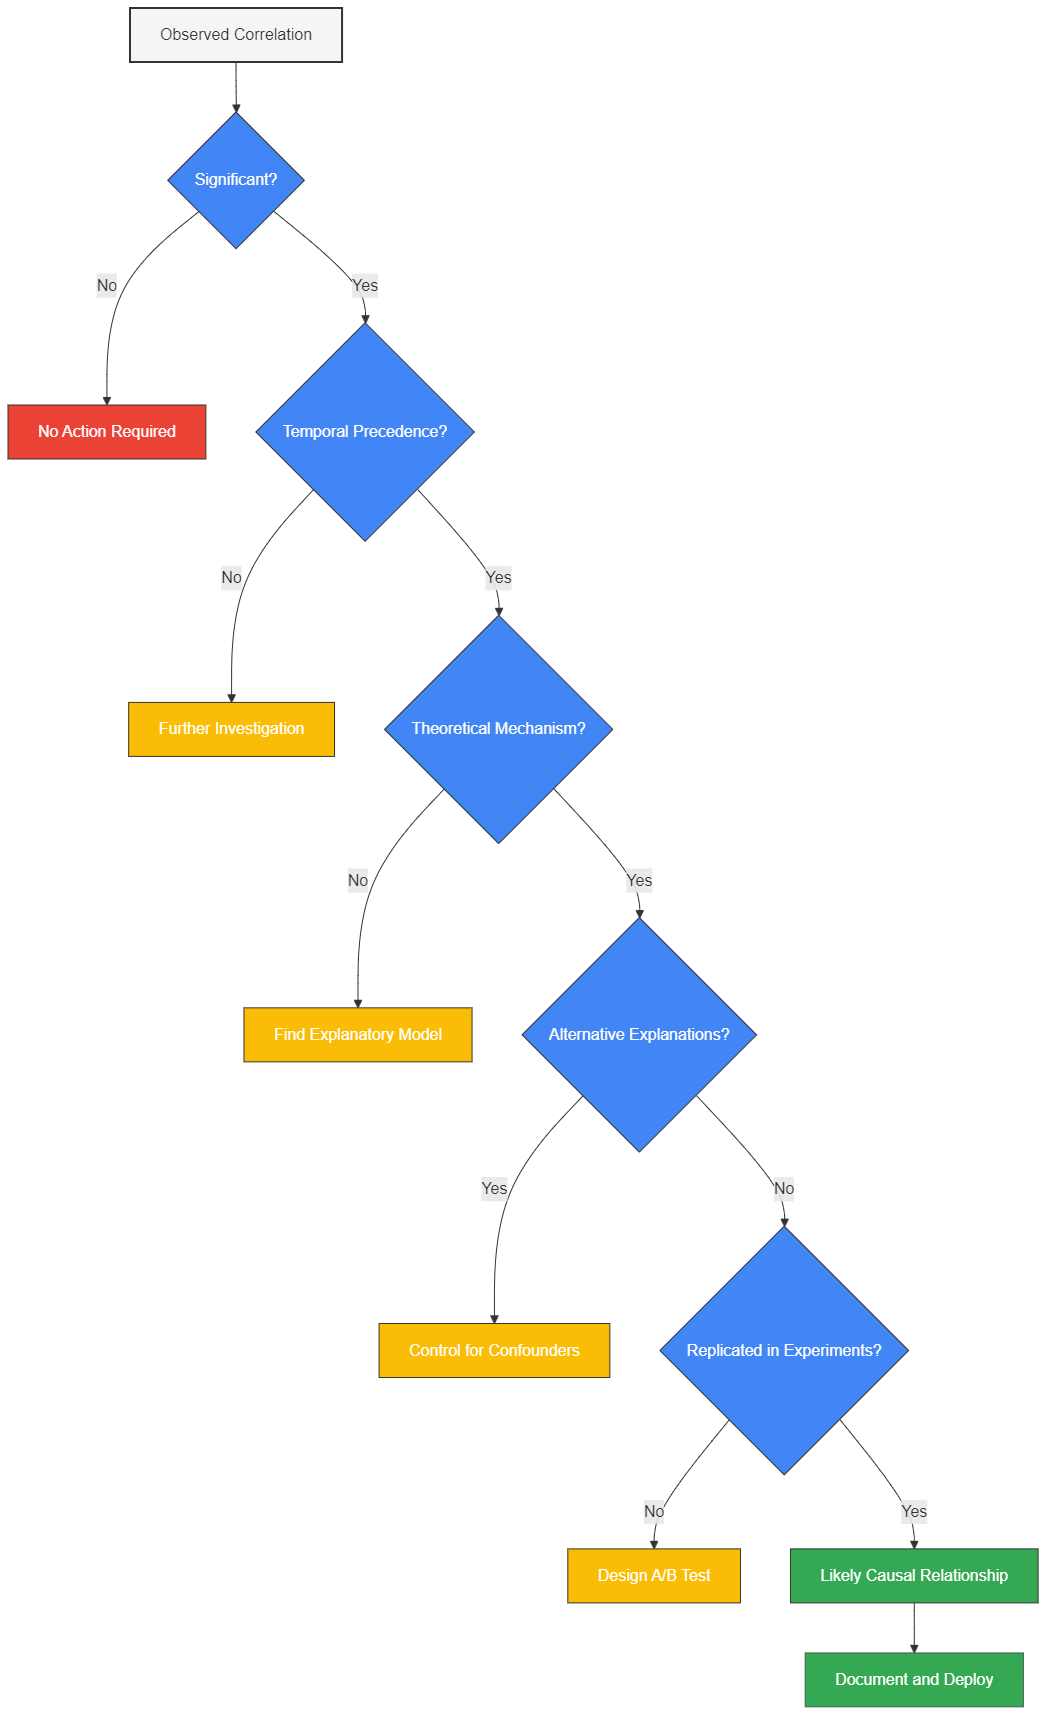 Observed Correlation
Significant?
No
Yes
No Action Required
Temporal Precedence?
No
Yes
Further Investigation
Theoretical Mechanism?
No
Yes
Find Explanatory Model
Alternative Explanations?
Yes
No
Control for Confounders
Replicated in Experiments?
No
Yes
Design A/B Test
Likely Causal Relationship
Document and Deploy